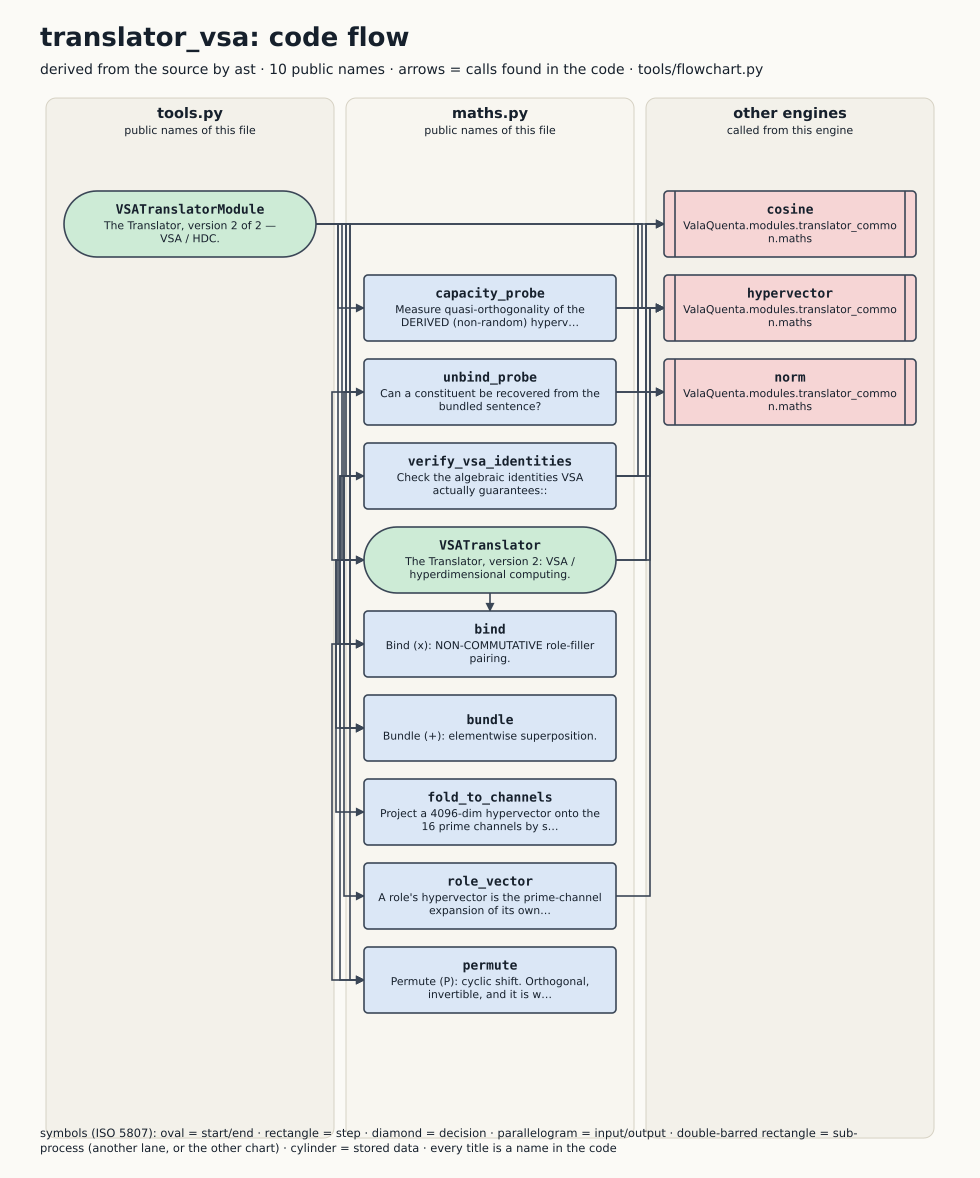 translator_vsa: code flow
derived from the source by ast · 10 public names · arrows = calls found in the code · tools/flowchart.py
tools.py
public names of this file
maths.py
public names of this file
other engines
called from this engine
VSATranslatorModule
The Translator, version 2 of 2 —
VSA / HDC.
cosine
ValaQuenta.modules.translator_commo
n.maths
capacity_probe
Measure quasi-orthogonality of the
DERIVED (non-random) hyperv…
hypervector
ValaQuenta.modules.translator_commo
n.maths
unbind_probe
Can a constituent be recovered from the
bundled sentence?
norm
ValaQuenta.modules.translator_commo
n.maths
verify_vsa_identities
Check the algebraic identities VSA
actually guarantees::
VSATranslator
The Translator, version 2: VSA /
hyperdimensional computing.
bind
Bind (x): NON-COMMUTATIVE role-filler
pairing.
bundle
Bundle (+): elementwise superposition.
fold_to_channels
Project a 4096-dim hypervector onto the
16 prime channels by s…
role_vector
A role's hypervector is the prime-channel
expansion of its own…
permute
Permute (P): cyclic shift. Orthogonal,
invertible, and it is w…
symbols (ISO 5807): oval = start/end · rectangle = step · diamond = decision · parallelogram = input/output · double-barred rectangle = sub-
process (another lane, or the other chart) · cylinder = stored data · every title is a name in the code